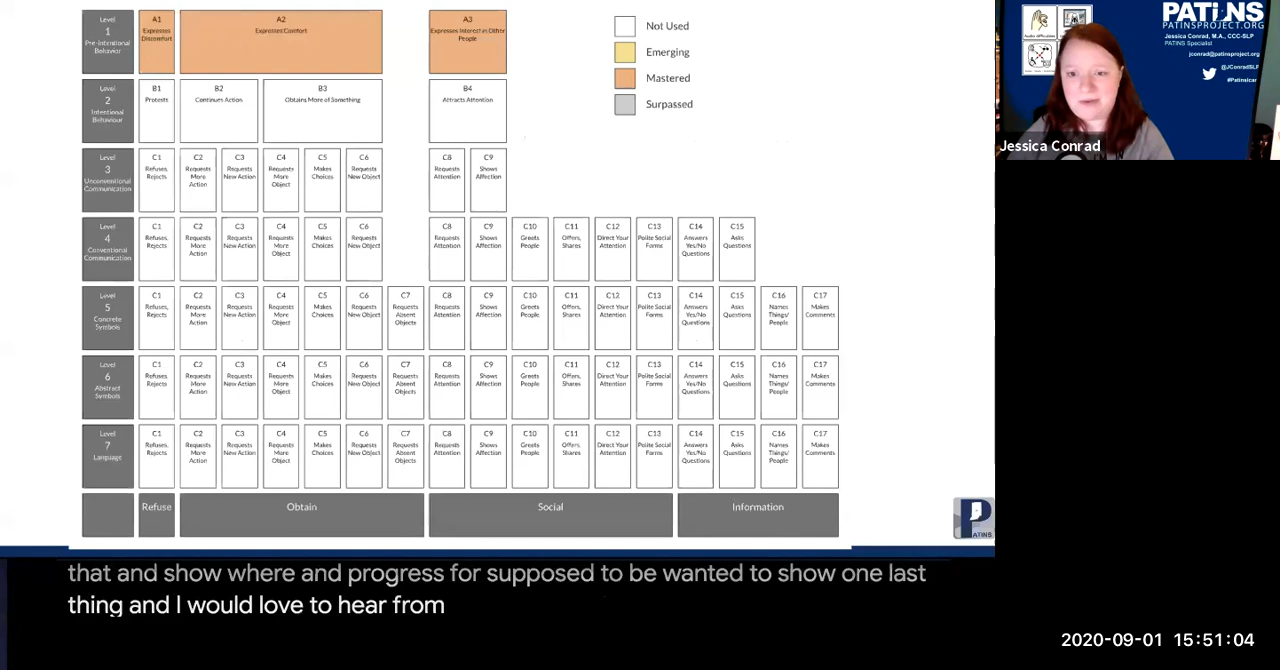 Level
1
Pre-Intentional
Behavior
A1
Expresses
Discomfort
A2
Expresses Comfort
A3
Expresses Interest in Other
People
Not Used
Emerging
Mastered
Surpassed
Level
2
Intentional
Behaviour
B1
Protests
B2
Continues Action
B3
Obtains More of Something
B4
Attracts Attention
Level
3
Unconventional
Communication
C1
Refuses,
Rejects
C2
Requests
More
Action
C3
Requests
New Action
C4
Requests
More
Object
C5
Makes
Choices
C6
Requests
New Object
C8
Requests
Attention
C9
Shows
Affection
Level
4
Conventional
Communication
C1
Refuses,
Rejects
C2
Requests
More
Action
C3
Requests
New Action
C4
Requests
More
Object
C5
Makes
Choices
C6
Requests
New Object
C8
Requests
Attention
C9
Shows
Affection
C10
Greets
People
C11
Offers,
Shares
C12
Direct Your
Attention
C13
Polite Social
Forms
C14
Answers
Yes/No
Questions
C15
Asks
Questions
Level
5
Concrete
Symbols
C1
Refuses,
Rejects
C2
Requests
More
Action
C3
Requests
New Action
C4
Requests
More
Object
C5
Makes
Choices
C6
Requests
New Object
C7
Requests
Absent
Objects
C8
Requests
Attention
C9
Shows
Affection
C10
Greets
People
C11
Offers,
Shares
C12
Direct Your
Attention
C13
Polite Social
Forms
C14
Answers
Yes/No
Questions
C15
Asks
Questions
C16
Names
Things/
People
C17
Makes
Comments
Level
6
Abstract
Symbols
C1
Refuses,
Rejects
C2
Requests
More
Action
C3
Requests
New Action
C4
Requests
More
Object
C5
Makes
Choices
C6
Requests
New Object
C7
Requests
Absent
Objects
C8
Requests
Attention
C9
Shows
Affection
C10
Greets
People
C11
Offers,
Shares
C12
Direct Your
Attention
C13
Polite Social
Forms
C14
Answers
Yes/No
Questions
C15
Asks
Questions
C16
Names
Things/
People
C17
Makes
Comments
Level
7
Language
C1
Refuses,
Rejects
C2
Requests
More
Action
C3
Requests
New Action
C4
Requests
More
Object
C5
Makes
Choices
C6
Requests
New Object
C7
Requests
Absent
Objects
C8
Requests
Attention
C9
Shows
Affection
C10
Greets
People
C11
Offers,
Shares
C12
Direct Your
Attention
C13
Polite Social
Forms
C14
Answers
Yes/No
Questions
C15
Asks
Questions
C16
Names
Things/
People
C17
Makes
Comments
Refuse
Obtain
Social
Information
PATINS
PATiNS
PATINSPROJECT.ORG
Jessica Conrad, M.A., CCC-SLP
PATINS Specialist
jconrad@patinsproject.org
@JConradSLP
#PatinsIcam
Jessica Conrad
that and show where and progress for supposed to be wanted to show one last
thing and I would love to hear from
2020-09-01 15:51:04